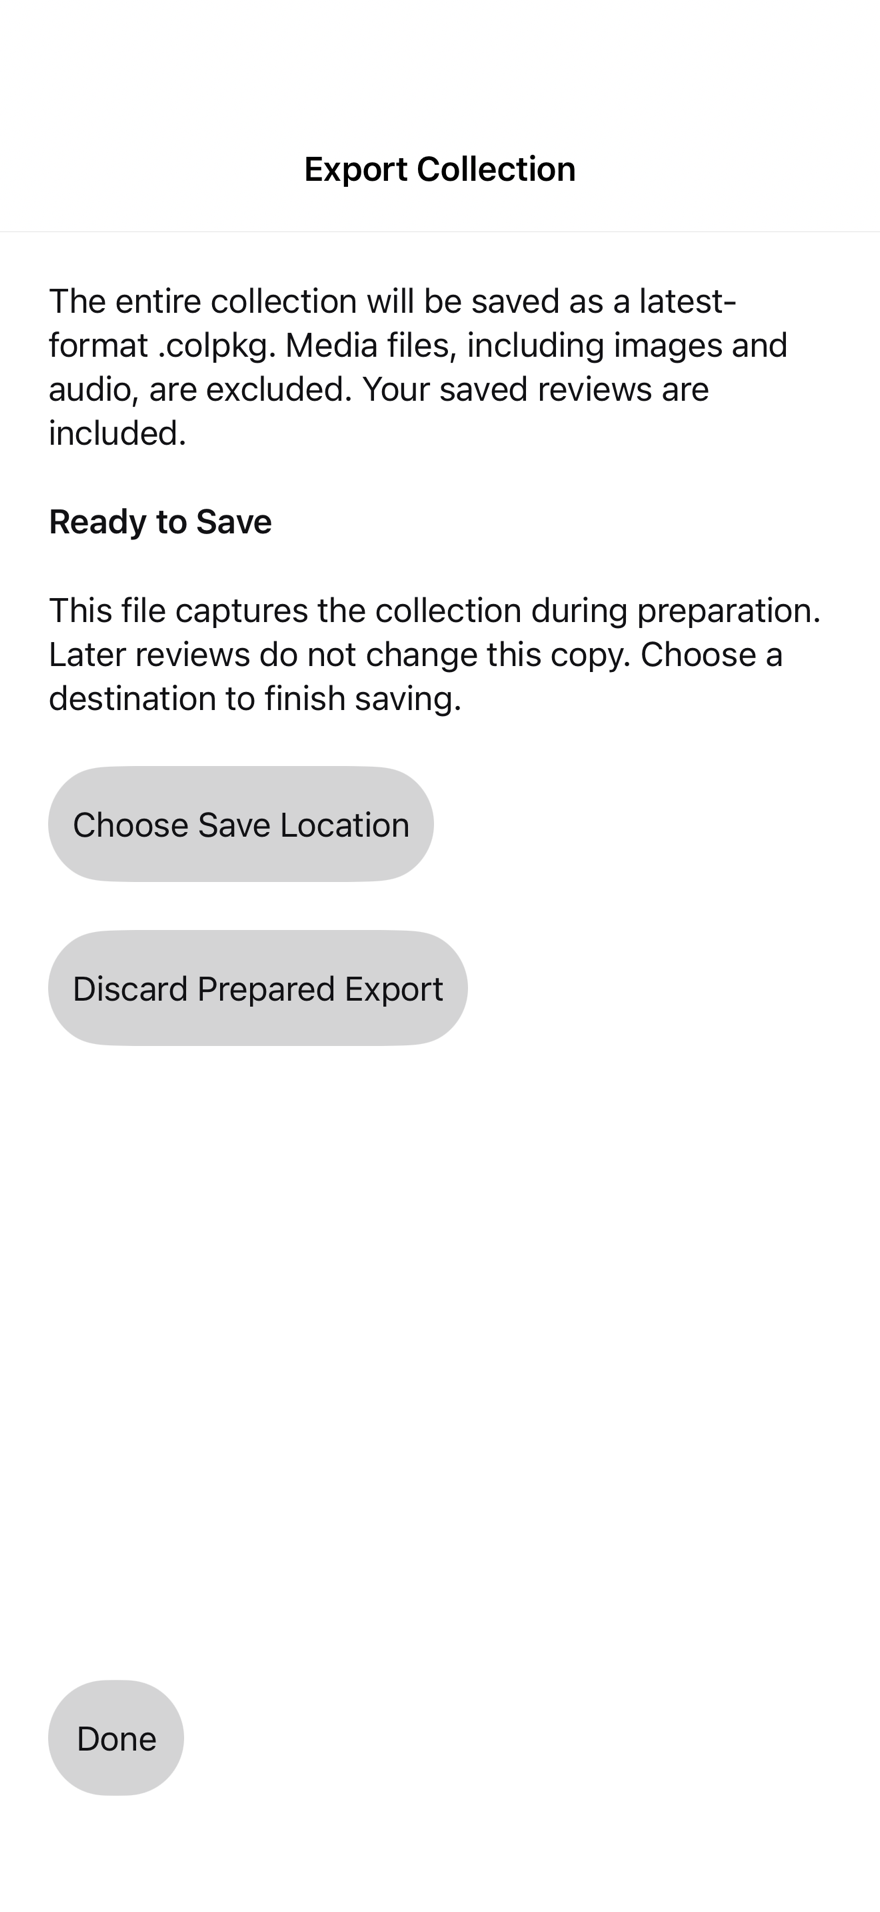 Export Collection
The entire collection will be saved as a latest-
format .colpkg. Media files, including images and
audio, are excluded. Your saved reviews are
included.
Ready to Save
This file captures the collection during preparation.
Later reviews do not change this copy. Choose a
destination to finish saving.
Choose Save Location
Discard Prepared Export
Done